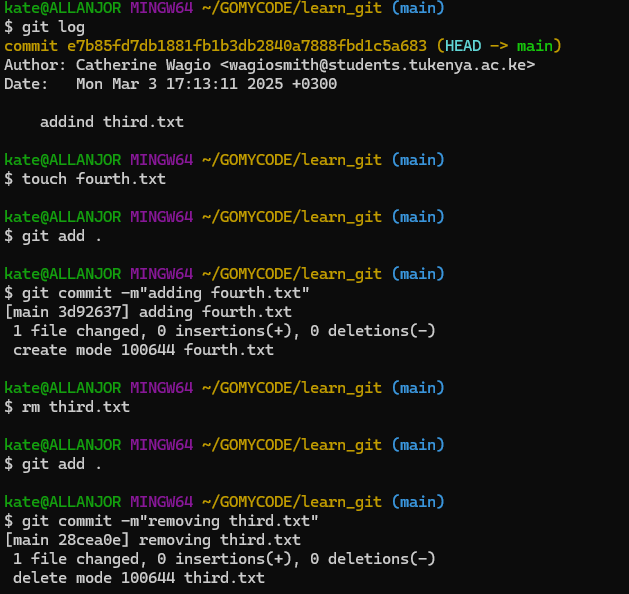 kate@ALLANJOR MINGW64 ~/GOMYCODE/learn_git (main)
$ git log
commit e7b85fd7db1881fb1b3db2840a7888fbd1c5a683 (HEAD -> main)
Author: Catherine Wagio <wagiosmith@students.tukenya.ac.ke>
Date:   Mon Mar 3 17:13:11 2025 +0300
    addind third.txt
kate@ALLANJOR MINGW64 ~/GOMYCODE/learn_git (main)
$ touch fourth.txt
kate@ALLANJOR MINGW64 ~/GOMYCODE/learn_git (main)
$ git add .
kate@ALLANJOR MINGW64 ~/GOMYCODE/learn_git (main)
$ git commit -m"adding fourth.txt"
[main 3d92637] adding fourth.txt
 1 file changed, 0 insertions(+), 0 deletions(-)
 create mode 100644 fourth.txt
kate@ALLANJOR MINGW64 ~/GOMYCODE/learn_git (main)
$ rm third.txt
kate@ALLANJOR MINGW64 ~/GOMYCODE/learn_git (main)
$ git add .
kate@ALLANJOR MINGW64 ~/GOMYCODE/learn_git (main)
$ git commit -m"removing third.txt"
[main 28cea0e] removing third.txt
 1 file changed, 0 insertions(+), 0 deletions(-)
 delete mode 100644 third.txt